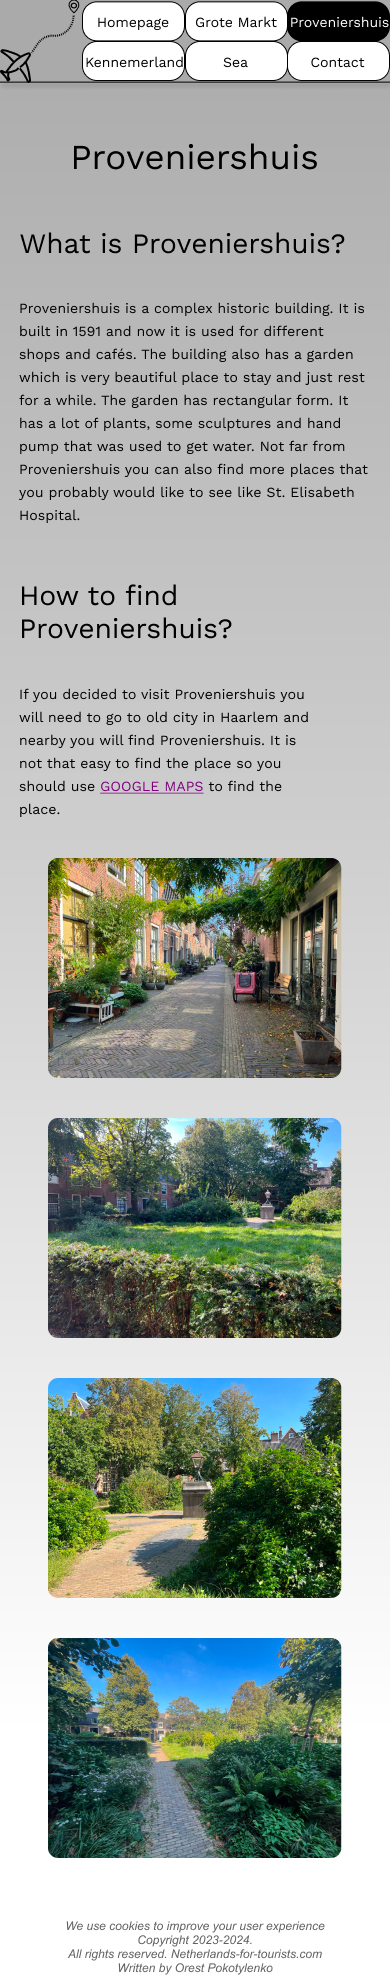 Homepage Grote Markt Proveniershuis
Kennemerland Sea Contact
Proveniershuis
What is Proveniershuis?
Proveniershuis is a complex historic building. It is
built in 1591 and now it is used for different
shops and cafés. The building also has a garden
which is very beautiful place to stay and just rest
for a while. The garden has rectangular form. It
has a lot of plants, some sculptures and hand
pump that was used to get water. Not far from
Proveniershuis you can also find more places that
you probably would like to see like St. Elisabeth
Hospital.
How to find
Proveniershuis?
If you decided to visit Proveniershuis you
will need to go to old city in Haarlem and
nearby you will find Proveniershuis. It is
not that easy to find the place so you
should use GOOGLE MAPS to find the
place.
We use cookies to improve your user experience
Copyright 2023-2024.
All rights reserved. Netherlands-for-tourists.com
Written by Orest Pokotylenko